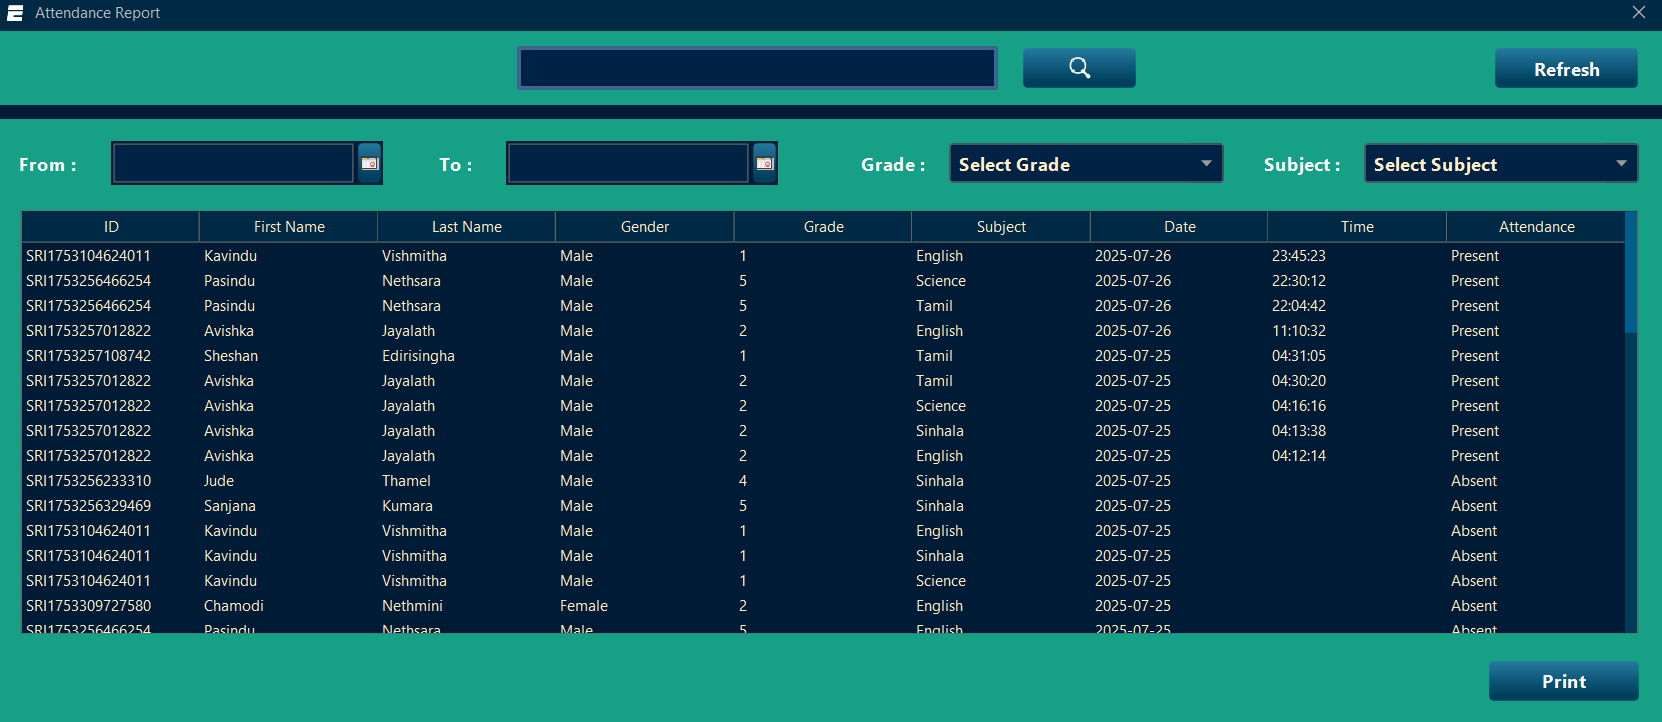 Attendance Report
Refresh
From : To : Grade : Select Grade Subject : Select Subject
ID First Name Last Name Gender Grade Subject Date Time Attendance
SRI1753104624011 Kavindu Vishmitha Male 1 English 2025-07-26 23:45:23 Present
SRI1753256466254 Pasindu Nethsara Male 5 Science 2025-07-26 22:30:12 Present
SRI1753256466254 Pasindu Nethsara Male 5 Tamil 2025-07-26 22:04:42 Present
SRI1753257012822 Avishka Jayalath Male 2 English 2025-07-26 11:10:32 Present
SRI1753257108742 Sheshan Edirisingha Male 1 Tamil 2025-07-25 04:31:05 Present
SRI1753257012822 Avishka Jayalath Male 2 Tamil 2025-07-25 04:30:20 Present
SRI1753257012822 Avishka Jayalath Male 2 Science 2025-07-25 04:16:16 Present
SRI1753257012822 Avishka Jayalath Male 2 Sinhala 2025-07-25 04:13:38 Present
SRI1753257012822 Avishka Jayalath Male 2 English 2025-07-25 04:12:14 Present
SRI1753256233310 Jude Thamel Male 4 Sinhala 2025-07-25 Absent
SRI1753256329469 Sanjana Kumara Male 5 Sinhala 2025-07-25 Absent
SRI1753104624011 Kavindu Vishmitha Male 1 English 2025-07-25 Absent
SRI1753104624011 Kavindu Vishmitha Male 1 Sinhala 2025-07-25 Absent
SRI1753104624011 Kavindu Vishmitha Male 1 Science 2025-07-25 Absent
SRI1753309727580 Chamodi Nethmini Female 2 English 2025-07-25 Absent
SRI1753256466254 Pasindu Nethsara Male 5 English 2025-07-25 Absent
Print